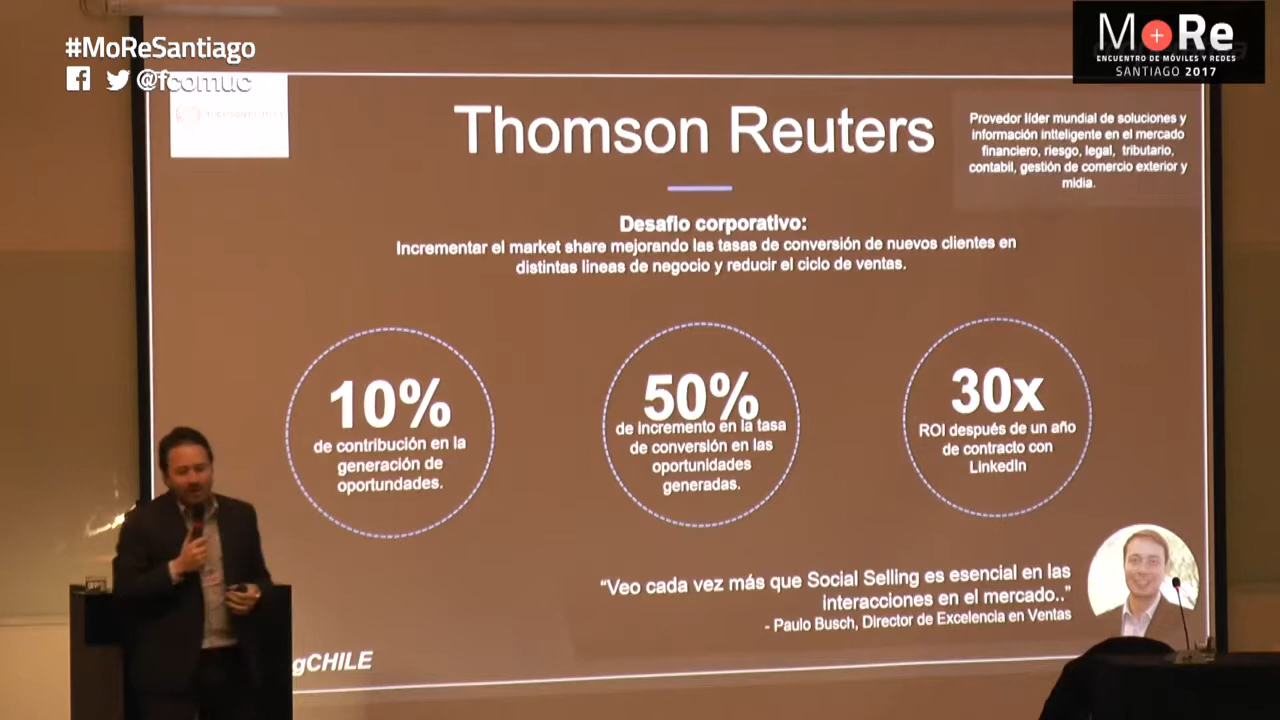 #MoReSantiago
@fcomuc
MoRe
ENCUENTRO DE MÓVILES Y REDES
SANTIAGO 2017
Thomson Reuters
Provedor líder mundial de soluciones y
información intteligente en el mercado
financiero, riesgo, legal, tributario,
contabil, gestión de comercio exterior y
midia.
Desafio corporativo:
Incrementar el market share mejorando las tasas de conversión de nuevos clientes en
distintas lineas de negocio y reducir el ciclo de ventas.
10%
de contribución en la
generación de
oportundades.
50%
de incremento en la tasa
de conversión en las
oportunidades
generadas.
30x
ROI después de un año
de contracto con
LinkedIn
“Veo cada vez más que Social Selling es esencial en las
interacciones en el mercado..”
- Paulo Busch, Director de Excelencia en Ventas
gCHILE